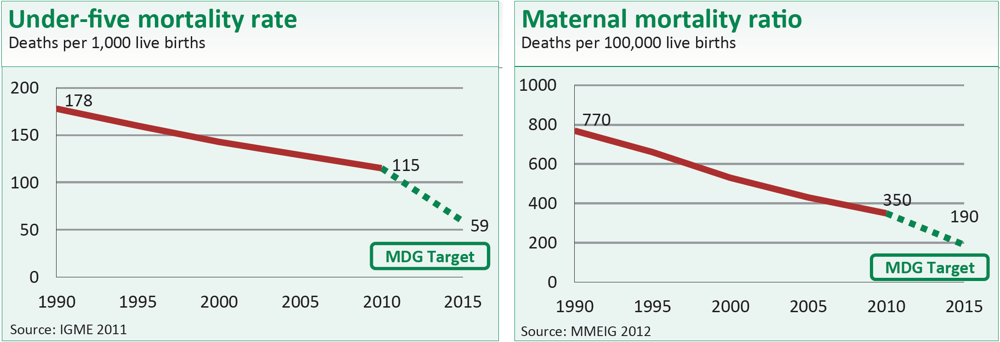 Under-five mortality rate
Deaths per 1,000 live births
200
150
100
50
0
178
115
59
MDG Target
1990 1995 2000 2005 2010 2015
Source: IGME 2011
Maternal mortality ratio
Deaths per 100,000 live births
1000
800
600
400
200
0
770
350
190
MDG Target
1990 1995 2000 2005 2010 2015
Source: MMEIG 2012